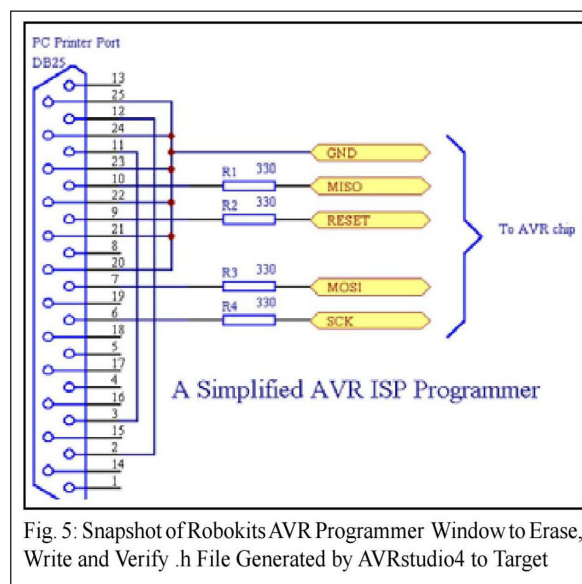 PC Printer Port
DB25
13
25
12
24
11
23
10
22
9
21
8
20
7
19
6
18
5
17
4
16
3
15
2
14
1
GND
R1 330
MISO
R2 330
RESET
To AVR chip
R3 330
MOSI
R4 330
SCK
A Simplified AVR ISP Programmer
Fig. 5: Snapshot of Robokits AVR Programmer Window to Erase,
Write and Verify .h File Generated by AVRstudio4 to Target